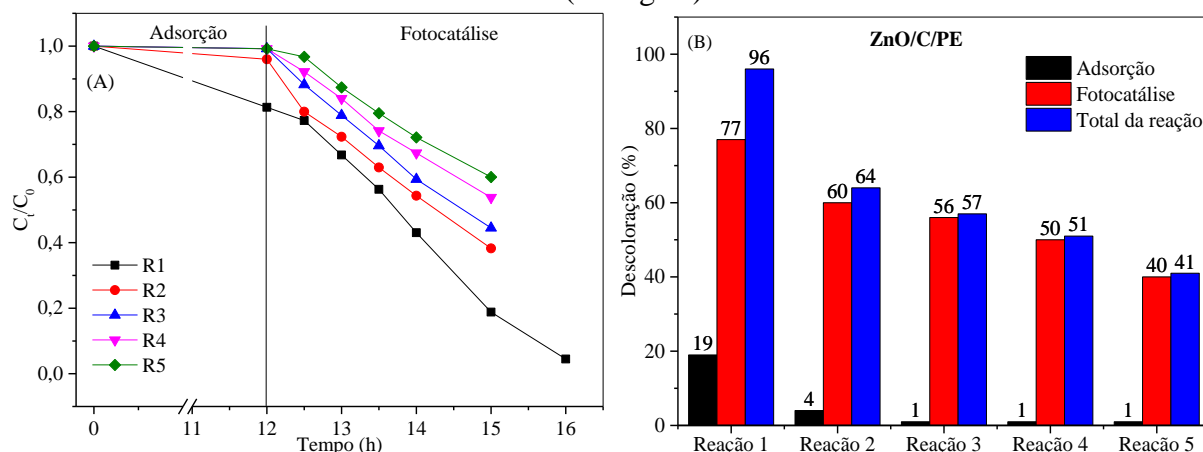 Adsorção Fotocatálise
(A)
1,0
0,8
0,6
0,4
0,2
0,0
C_t/C_0
R1
R2
R3
R4
R5
0 11 12 13 14 15 16
Tempo (h)
(B) ZnO/C/PE
Adsorção
Fotocatálise
Total da reação
100
80
60
40
20
0
Descoloração (%)
19 77 96
4 60 64
1 56 57
1 50 51
1 40 41
Reação 1 Reação 2 Reação 3 Reação 4 Reação 5